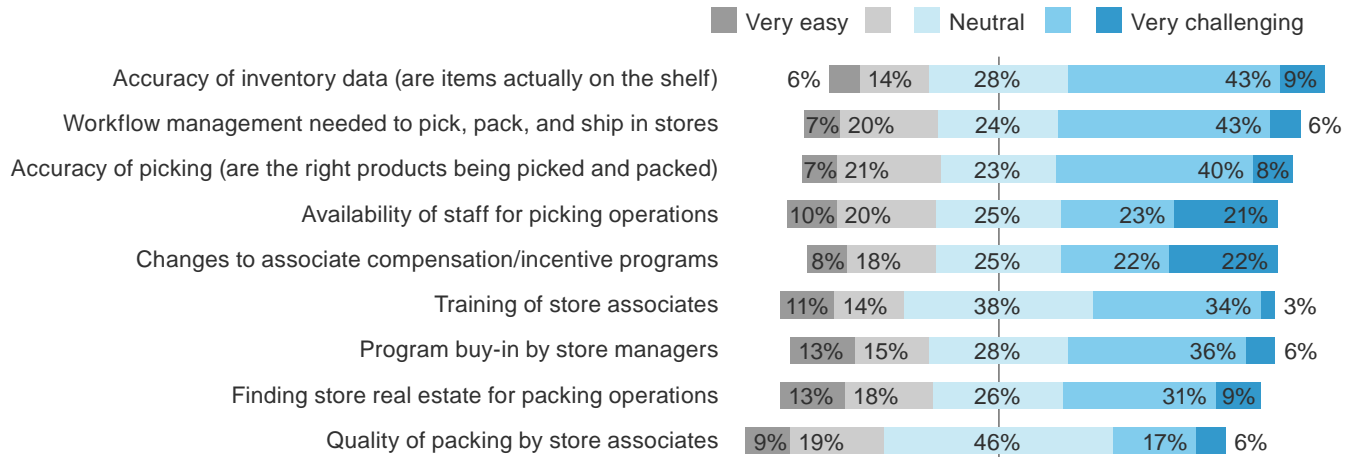 Very easy Neutral Very challenging
Accuracy of inventory data (are items actually on the shelf) 6% 14% 28% 43% 9%
Workflow management needed to pick, pack, and ship in stores 7% 20% 24% 43% 6%
Accuracy of picking (are the right products being picked and packed) 7% 21% 23% 40% 8%
Availability of staff for picking operations 10% 20% 25% 23% 21%
Changes to associate compensation/incentive programs 8% 18% 25% 22% 22%
Training of store associates 11% 14% 38% 34% 3%
Program buy-in by store managers 13% 15% 28% 36% 6%
Finding store real estate for packing operations 13% 18% 26% 31% 9%
Quality of packing by store associates 9% 19% 46% 17% 6%